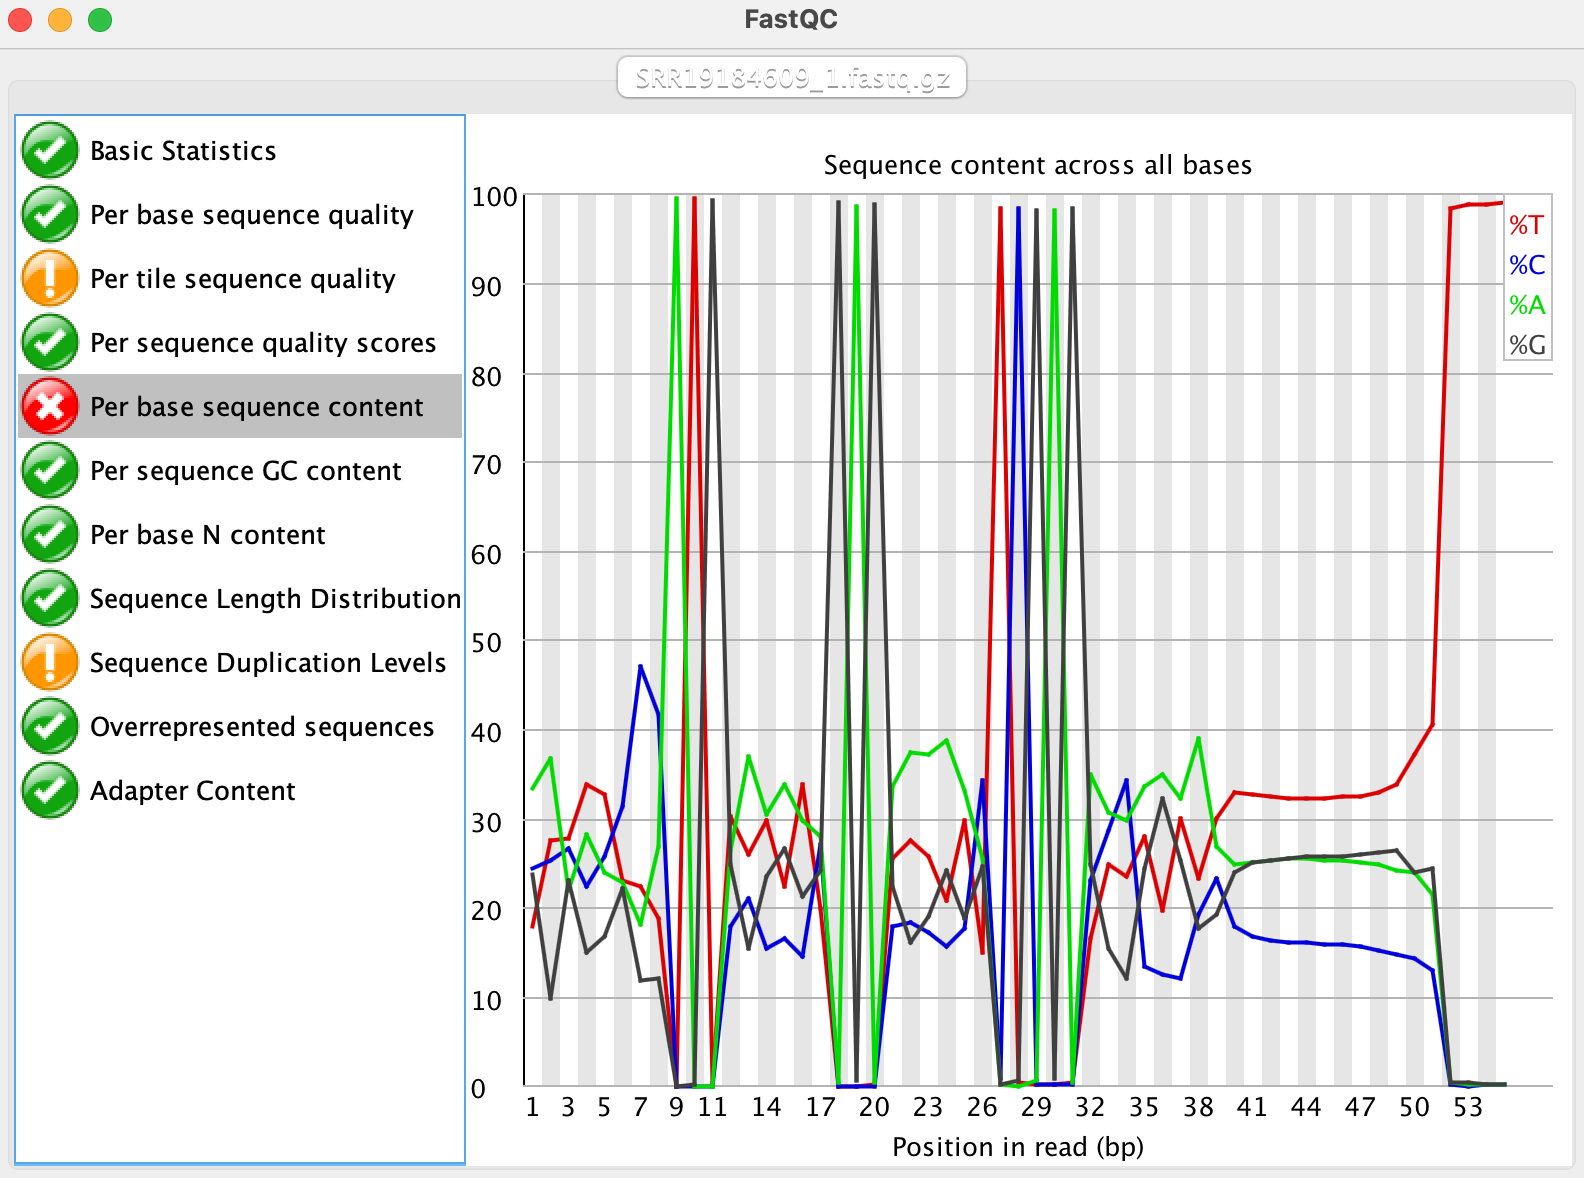 FastQC
SRR19184609_1.fastq.gz
Basic Statistics
Per base sequence quality
Per tile sequence quality
Per sequence quality scores
Per base sequence content
Per sequence GC content
Per base N content
Sequence Length Distribution
Sequence Duplication Levels
Overrepresented sequences
Adapter Content
Sequence content across all bases
100
90
80
70
60
50
40
30
20
10
0
%T
%C
%A
%G
1 3 5 7 9 11 14 17 20 23 26 29 32 35 38 41 44 47 50 53
Position in read (bp)